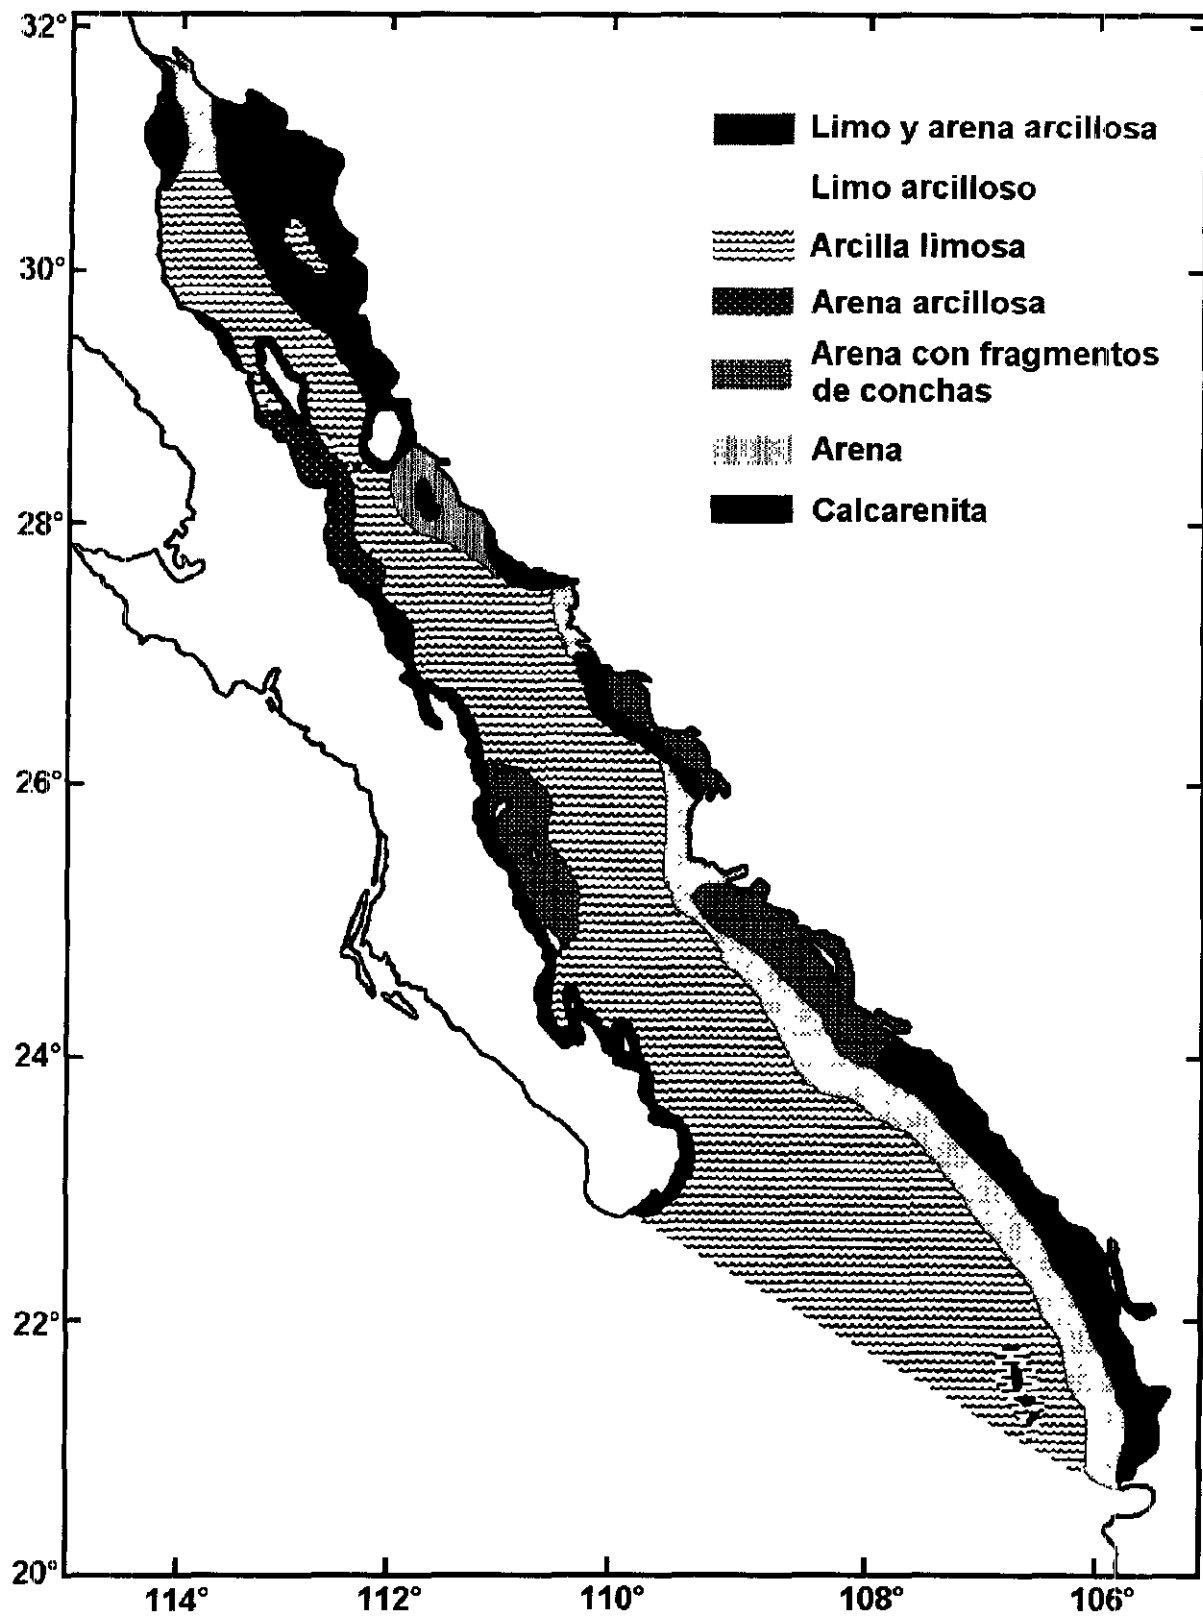 32°
30°
28°
26°
24°
22°
20°
Limo y arena arcillosa
Limo arcilloso
Arcilla limosa
Arena arcillosa
Arena con fragmentos
de conchas
Arena
Calcarenita
114°
112°
110°
108°
106°